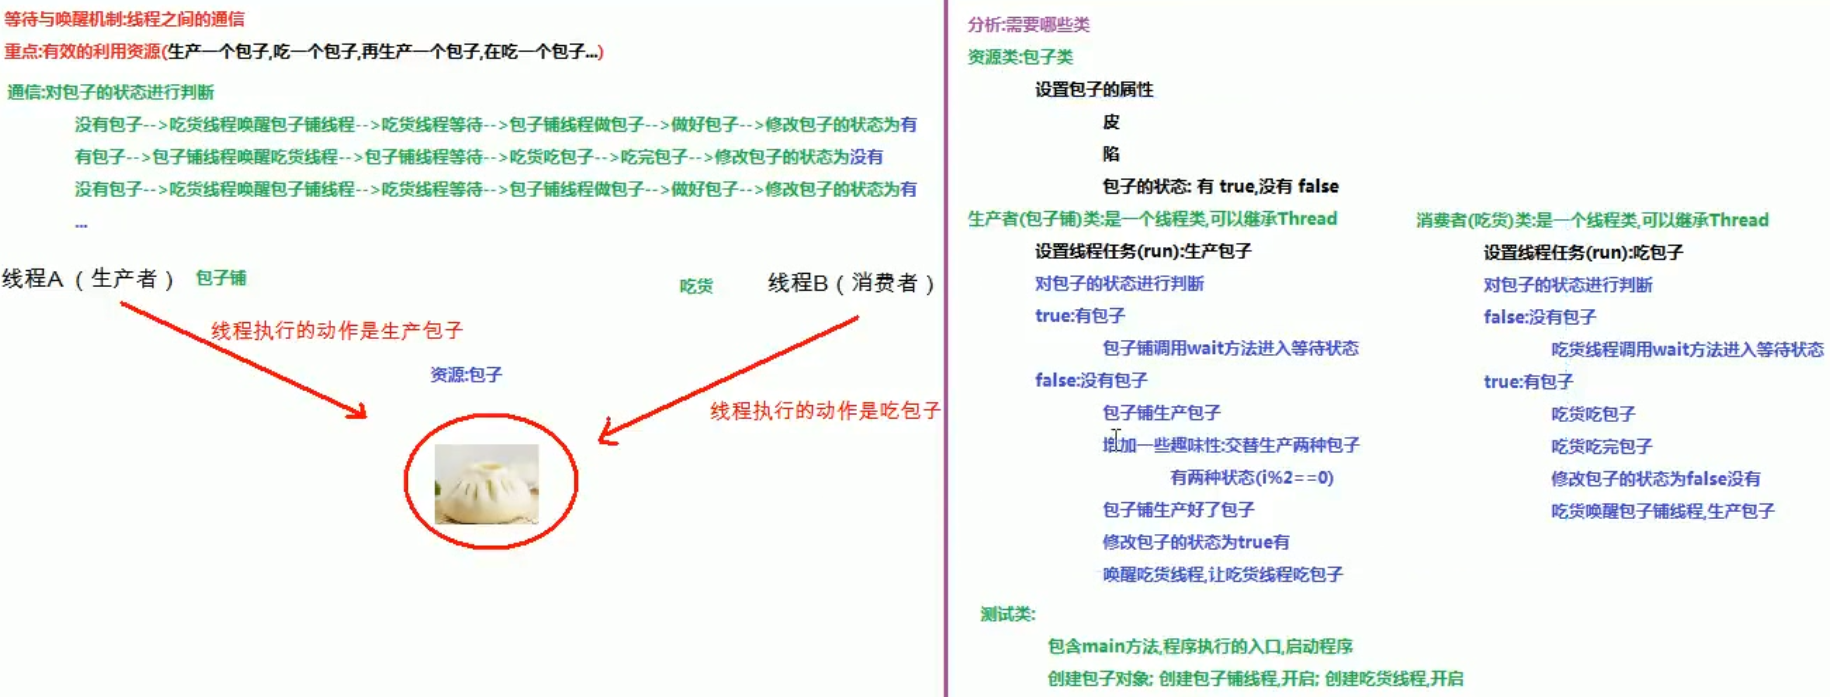 等待与唤醒机制:线程之间的通信
重点:有效的利用资源(生产一个包子,吃一个包子,再生产一个包子,在吃一个包子...)
通信:对包子的状态进行判断
没有包子-->吃货线程唤醒包子铺线程-->吃货线程等待-->包子铺线程做包子-->做好包子-->修改包子的状态为有
有包子-->包子铺线程唤醒吃货线程-->包子铺线程等待-->吃货吃包子-->吃完包子-->修改包子的状态为没有
没有包子-->吃货线程唤醒包子铺线程-->吃货线程等待-->包子铺线程做包子-->做好包子-->修改包子的状态为有
...
线程A（生产者） 包子铺
吃货 线程B（消费者）
线程执行的动作是生产包子
资源:包子
线程执行的动作是吃包子
分析:需要哪些类
资源类:包子类
设置包子的属性
皮
陷
包子的状态: 有 true,没有 false
生产者(包子铺)类:是一个线程类,可以继承Thread
设置线程任务(run):生产包子
对包子的状态进行判断
true:有包子
包子铺调用wait方法进入等待状态
false:没有包子
包子铺生产包子
增加一些趣味性:交替生产两种包子
有两种状态(i%2==0)
包子铺生产好了包子
修改包子的状态为true有
唤醒吃货线程,让吃货线程吃包子
消费者(吃货)类:是一个线程类,可以继承Thread
设置线程任务(run):吃包子
对包子的状态进行判断
false:没有包子
吃货线程调用wait方法进入等待状态
true:有包子
吃货吃包子
吃货吃完包子
修改包子的状态为false没有
吃货唤醒包子铺线程,生产包子
测试类:
包含main方法,程序执行的入口,启动程序
创建包子对象; 创建包子铺线程,开启; 创建吃货线程,开启